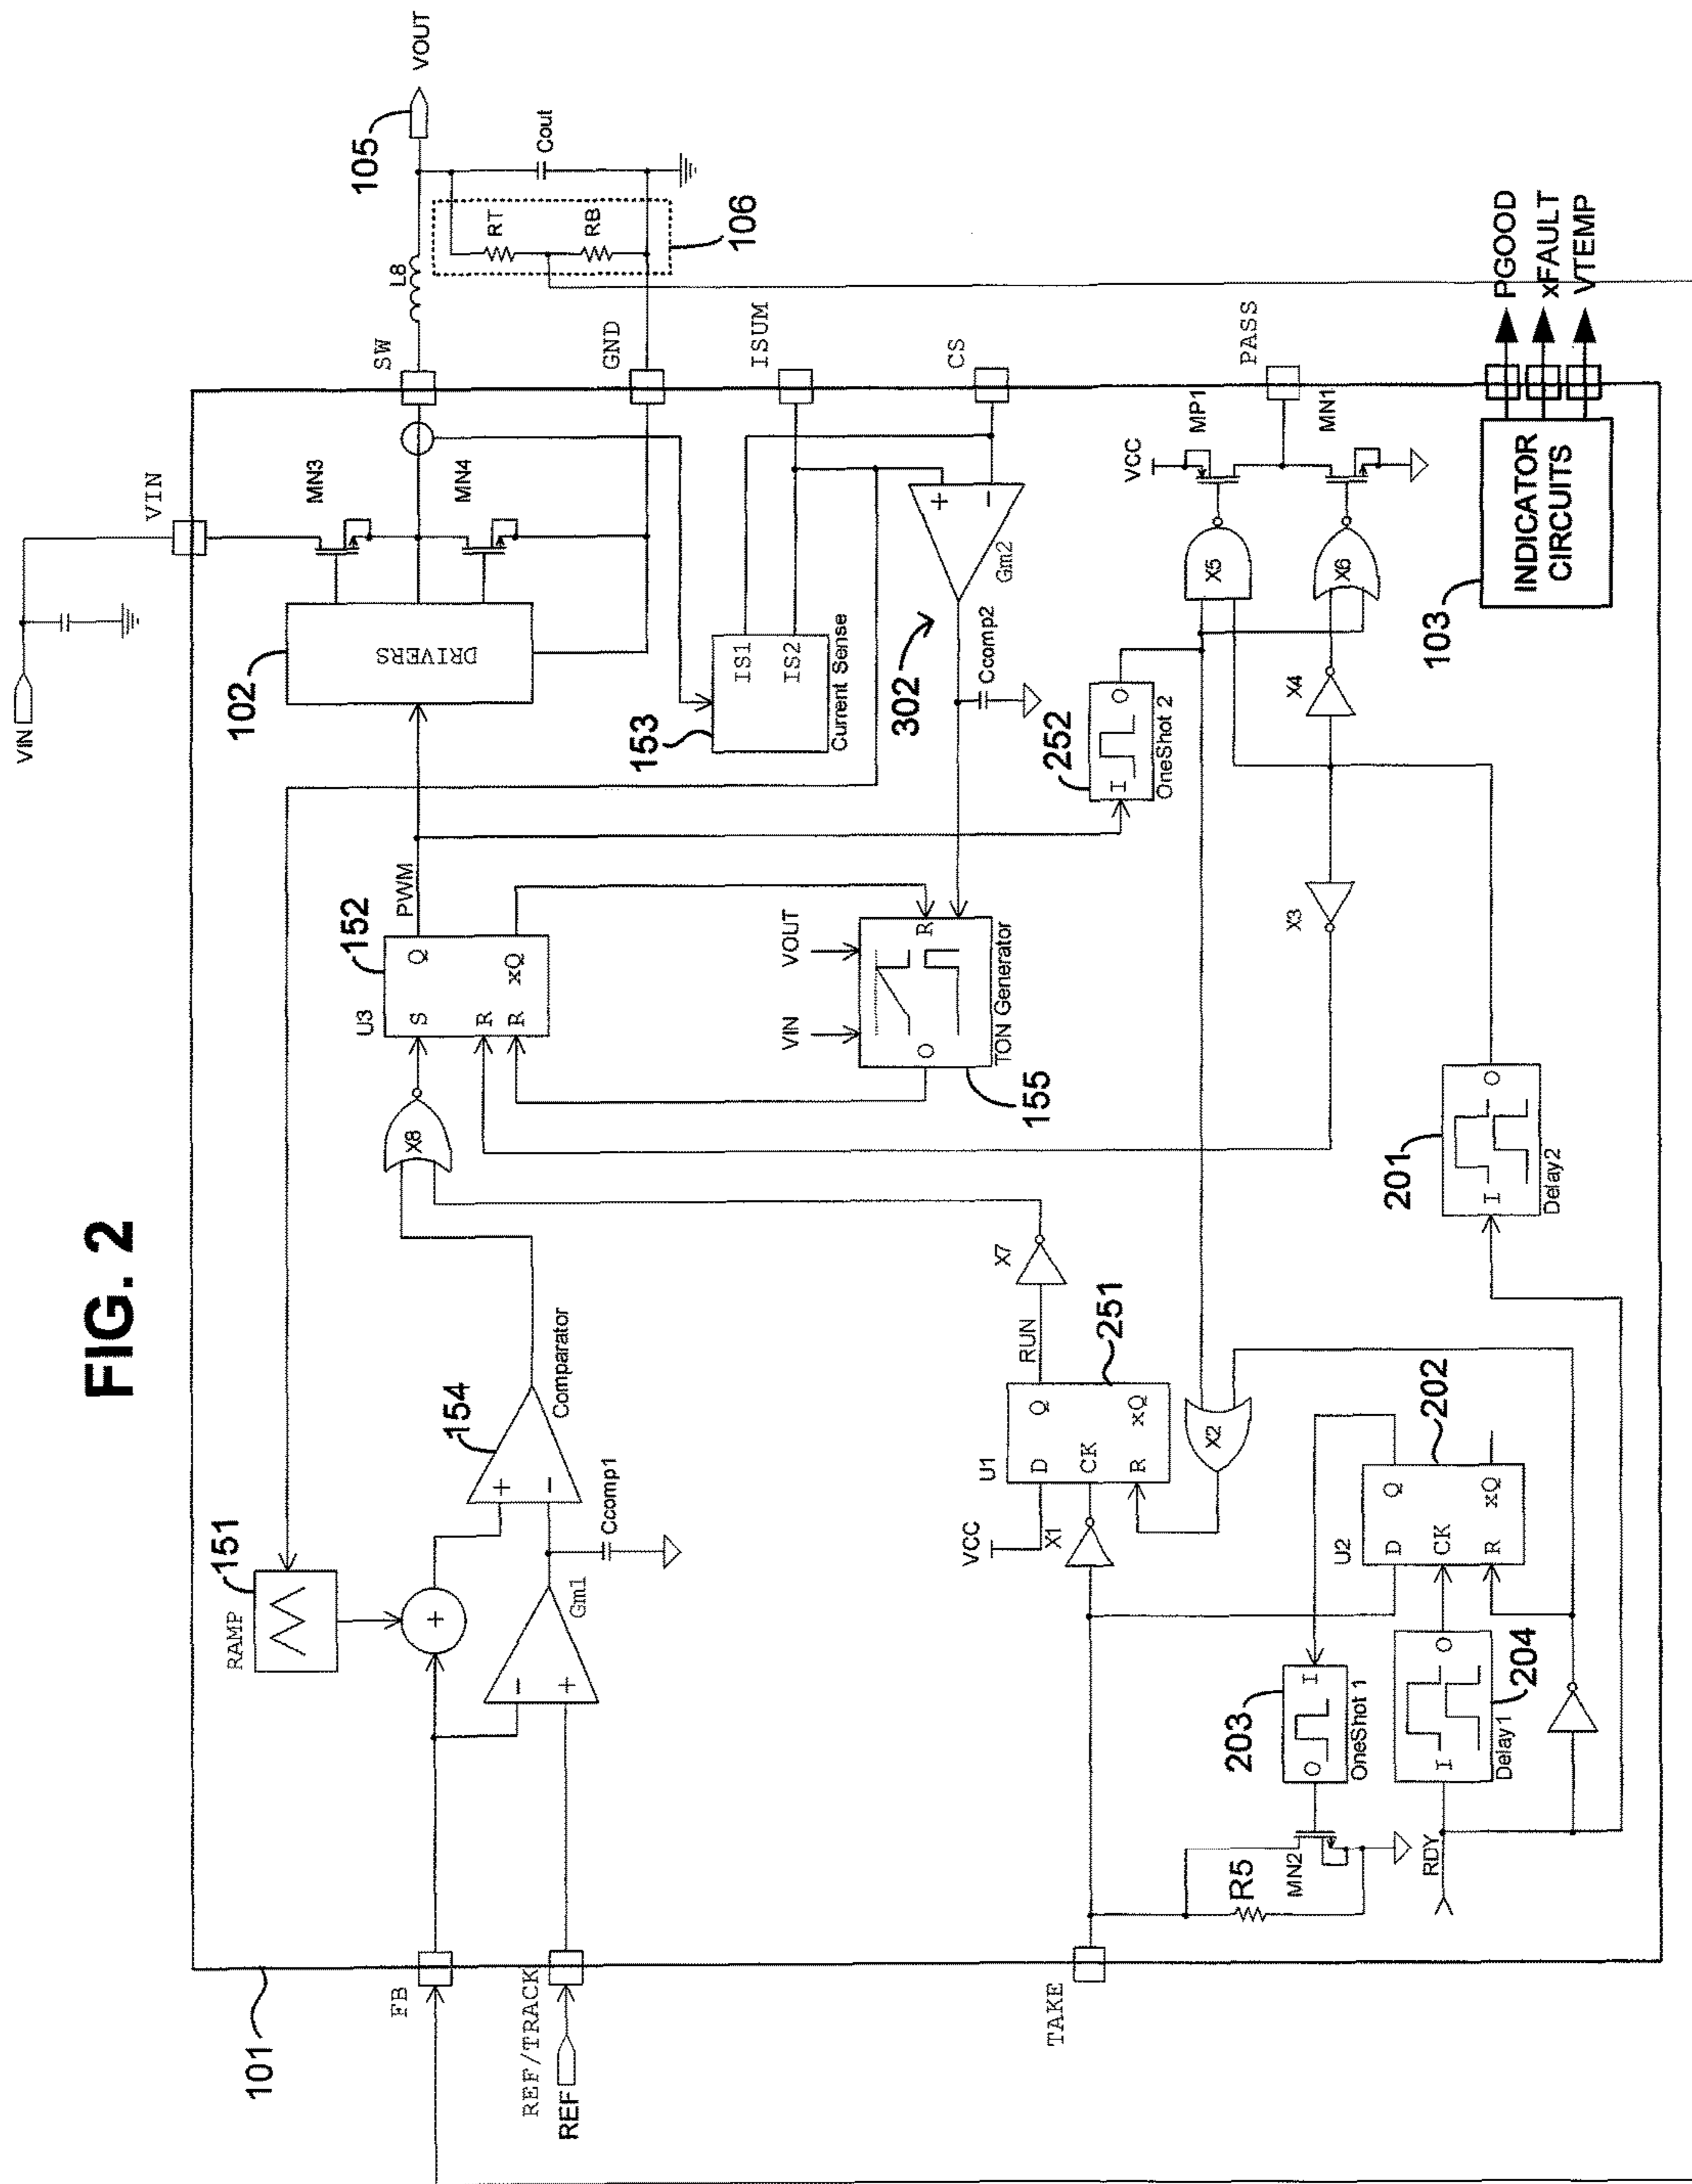 FIG. 2
VIN
VIN
101
102
DRIVERS
MN3
MN4
SW
L8
105
VOUT
RT
RB
Cout
106
GND
ISUM
CS
PASS
151
RAMP
+
154
+
−
Comparator
Gm1
−
+
Ccomp1
FB
REF/TRACK
REF
X8
U3
152
S
Q
R
R
xQ
PWM
VIN
VOUT
R
O
TON Generator
155
153
IS1
IS2
Current Sense
+
−
Gm2
302
Ccomp2
252
I
O
OneShot 2
X7
RUN
251
U1
D
Q
CK
R
xQ
VCC
X1
X2
X3
X4
X5
X6
VCC
MP1
MN1
TAKE
R5
MN2
203
O
I
OneShot 1
202
U2
D
Q
CK
R
xQ
204
I
O
Delay1
RDY
201
I
O
Delay2
103
INDICATOR
CIRCUITS
PGOOD
xFAULT
VTEMP